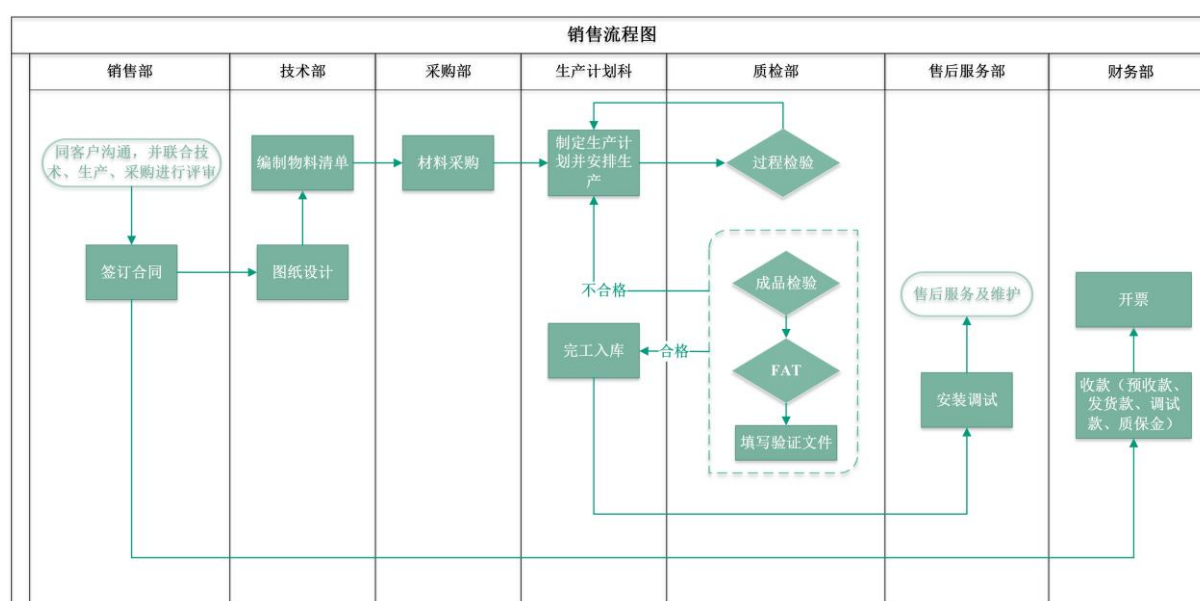 销售流程图
销售部
技术部
采购部
生产计划科
质检部
售后服务部
财务部
同客户沟通，并联合技
术、生产、采购进行评审
签订合同
编制物料清单
图纸设计
材料采购
制定生产计
划并安排生
产
不合格
完工入库
合格
过程检验
成品检验
FAT
填写验证文件
售后服务及维护
安装调试
开票
收款（预收款、
发货款、调试
款、质保金）